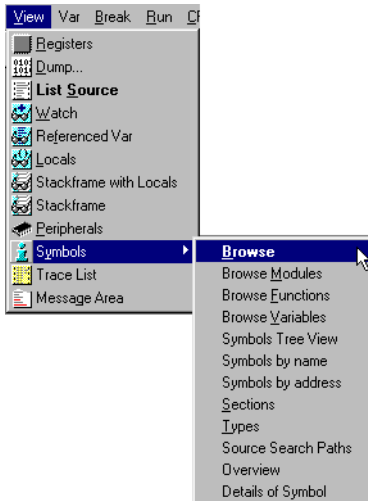 View Var Break Run
Registers
Dump...
List Source
Watch
Referenced Var
Locals
Stackframe with Locals
Stackframe
Peripherals
Symbols
Trace List
Message Area
Browse
Browse Modules
Browse Functions
Browse Variables
Symbols Tree View
Symbols by name
Symbols by address
Sections
Types
Source Search Paths
Overview
Details of Symbol